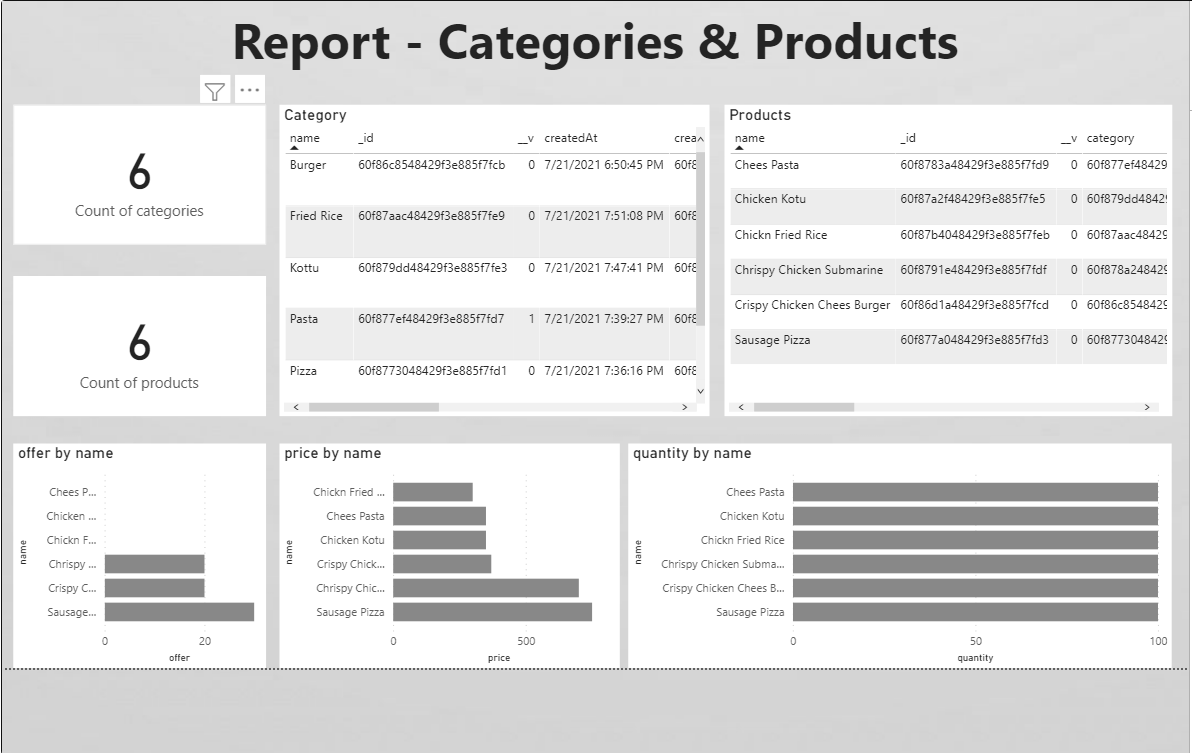 Report - Categories & Products
6
Count of categories
6
Count of products
Category
name _id __v createdAt crea
Burger 60f86c8548429f3e885f7fcb 0 7/21/2021 6:50:45 PM 60f8
Fried Rice 60f87aac48429f3e885f7fe9 0 7/21/2021 7:51:08 PM 60f8
Kottu 60f879dd48429f3e885f7fe3 0 7/21/2021 7:47:41 PM 60f8
Pasta 60f877ef48429f3e885f7fd7 1 7/21/2021 7:39:27 PM 60f8
Pizza 60f8773048429f3e885f7fd1 0 7/21/2021 7:36:16 PM 60f8
Products
name _id __v category
Chees Pasta 60f8783a48429f3e885f7fd9 0 60f877ef48429
Chicken Kotu 60f87a2f48429f3e885f7fe5 0 60f879dd48429
Chickn Fried Rice 60f87b4048429f3e885f7feb 0 60f87aac48429
Chrispy Chicken Submarine 60f8791e48429f3e885f7fdf 0 60f878a248429
Crispy Chicken Chees Burger 60f86d1a48429f3e885f7fcd 0 60f86c8548429
Sausage Pizza 60f877a048429f3e885f7fd3 0 60f8773048429
offer by name
name
Chees P...
Chicken ...
Chickn F...
Chrispy ...
Crispy C...
Sausage...
0 20
offer
price by name
name
Chickn Fried ...
Chees Pasta
Chicken Kotu
Crispy Chick...
Chrispy Chic...
Sausage Pizza
0 500
price
quantity by name
name
Chees Pasta
Chicken Kotu
Chickn Fried Rice
Chrispy Chicken Subma...
Crispy Chicken Chees B...
Sausage Pizza
0 50 100
quantity